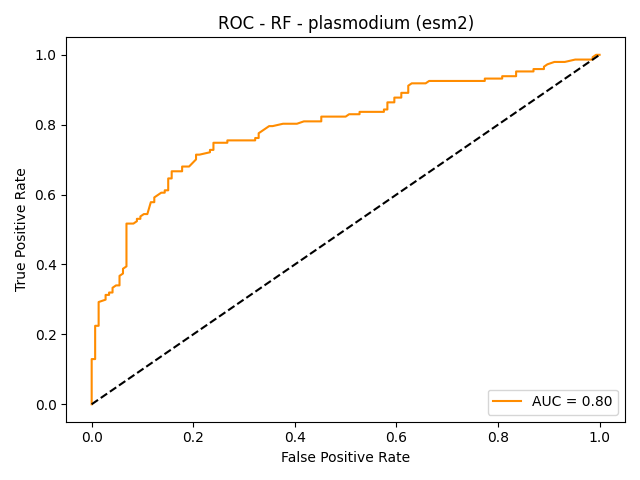 ROC - RF - plasmodium (esm2)
True Positive Rate
1.0
0.8
0.6
0.4
0.2
0.0
AUC = 0.80
0.0 0.2 0.4 0.6 0.8 1.0
False Positive Rate